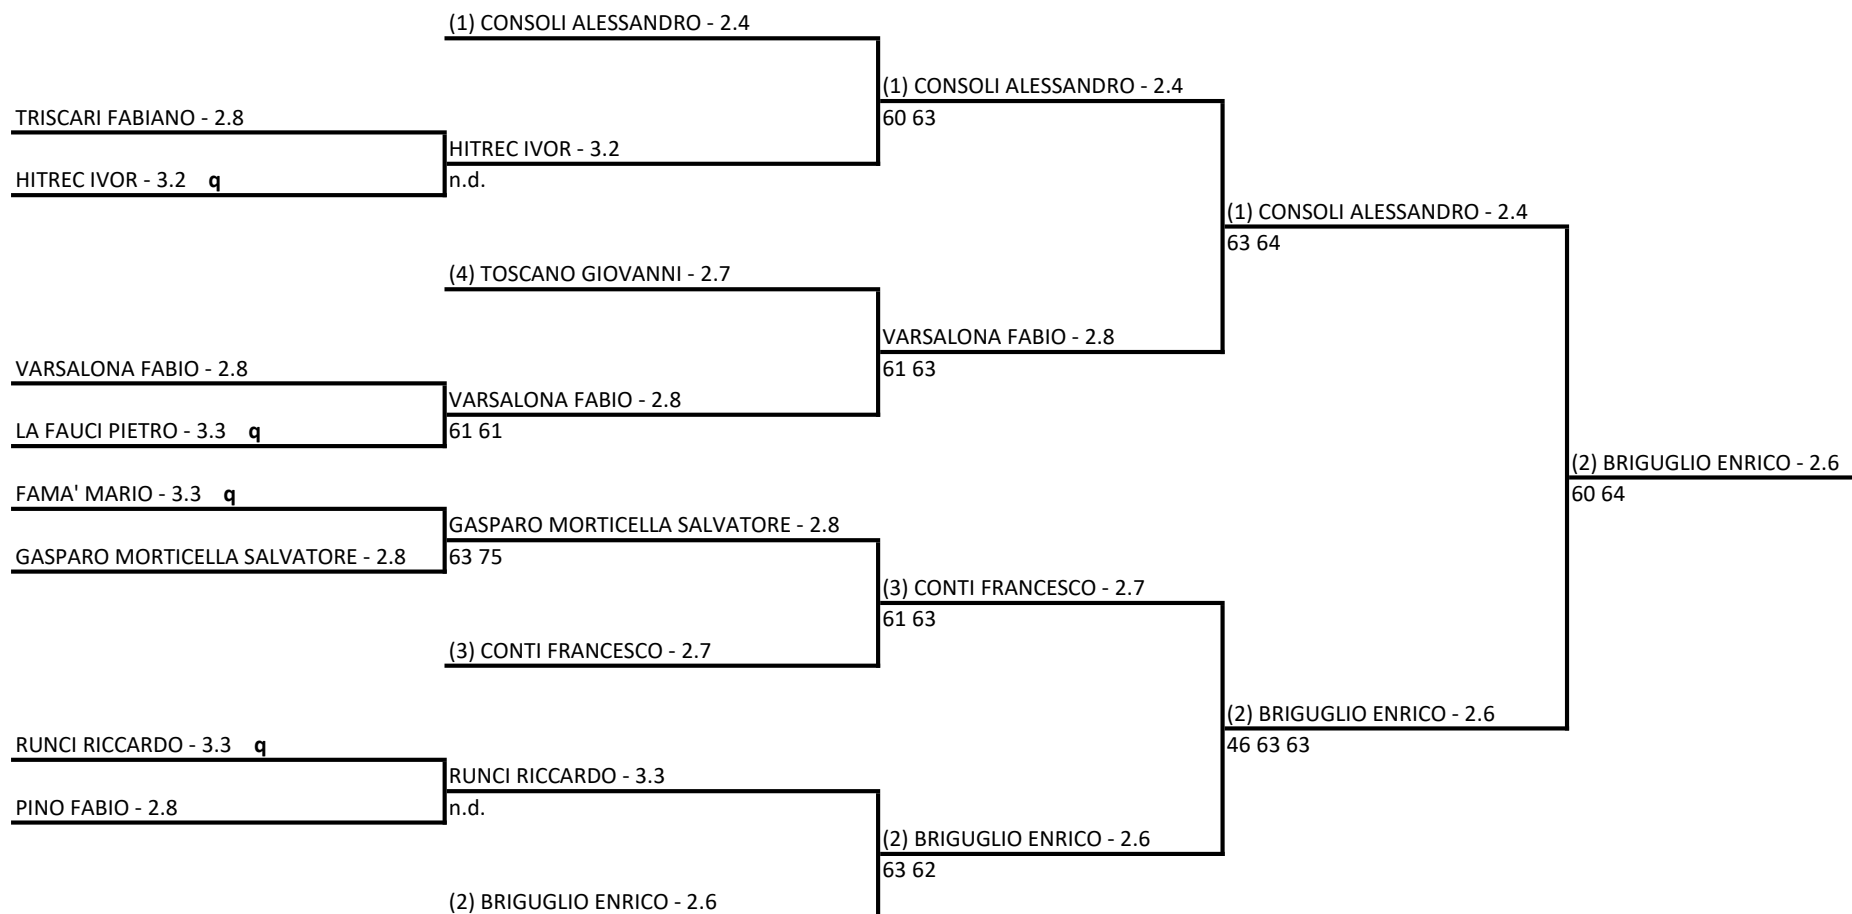 (1) CONSOLI ALESSANDRO - 2.4
(1) CONSOLI ALESSANDRO - 2.4
TRISCARI FABIANO - 2.8
60 63
HITREC IVOR - 3.2
HITREC IVOR - 3.2 q
n.d.
(1) CONSOLI ALESSANDRO - 2.4
63 64
(4) TOSCANO GIOVANNI - 2.7
VARSALONA FABIO - 2.8
VARSALONA FABIO - 2.8
61 63
VARSALONA FABIO - 2.8
LA FAUCI PIETRO - 3.3 q
61 61
(2) BRIGUGLIO ENRICO - 2.6
FAMA' MARIO - 3.3 q
60 64
GASPARO MORTICELLA SALVATORE - 2.8
GASPARO MORTICELLA SALVATORE - 2.8
63 75
(3) CONTI FRANCESCO - 2.7
61 63
(3) CONTI FRANCESCO - 2.7
(2) BRIGUGLIO ENRICO - 2.6
RUNCI RICCARDO - 3.3 q
46 63 63
RUNCI RICCARDO - 3.3
PINO FABIO - 2.8
n.d.
(2) BRIGUGLIO ENRICO - 2.6
63 62
(2) BRIGUGLIO ENRICO - 2.6